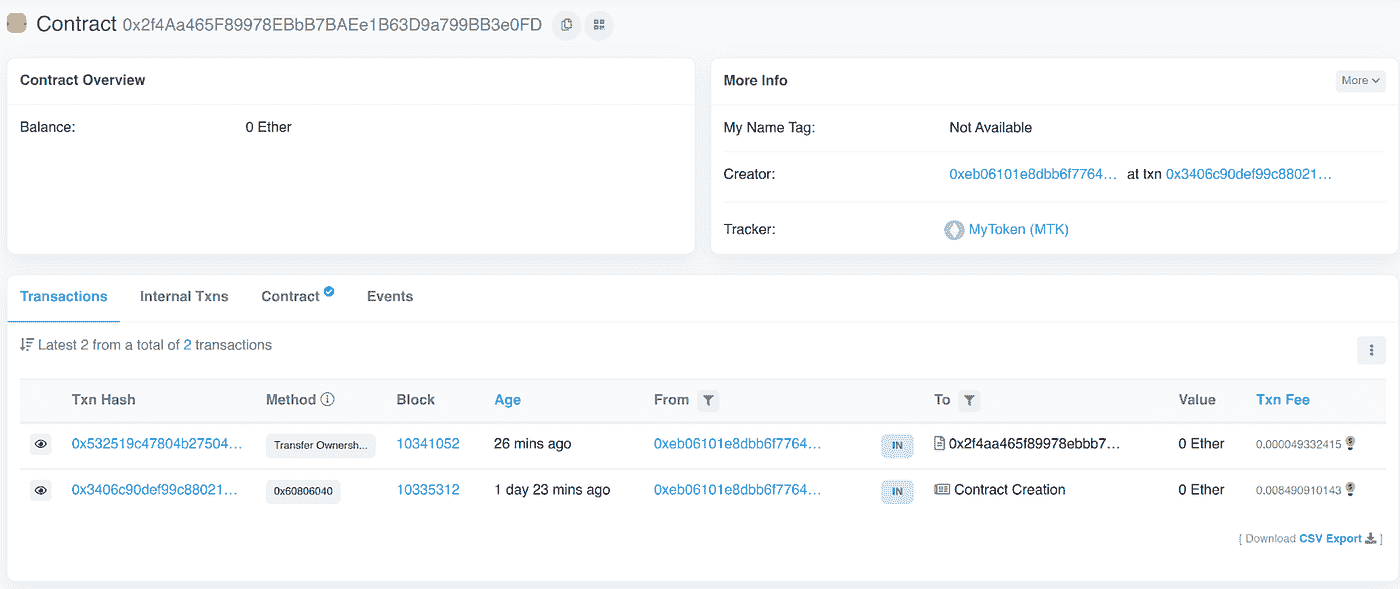 Contract 0x2f4Aa465F89978EBbB7BAEe1B63D9a799BB3e0FD
Contract Overview
Balance: 0 Ether
More Info
More
My Name Tag: Not Available
Creator: 0xeb06101e8dbb6f7764... at txn 0x3406c90def99c88021...
Tracker: MyToken (MTK)
Transactions Internal Txns Contract Events
Latest 2 from a total of 2 transactions
Txn Hash Method Block Age From To Value Txn Fee
0x532519c47804b27504... Transfer Ownersh... 10341052 26 mins ago 0xeb06101e8dbb6f7764... IN 0x2f4aa465f89978ebbb7... 0 Ether 0.000049332415
0x3406c90def99c88021... 0x60806040 10335312 1 day 23 mins ago 0xeb06101e8dbb6f7764... IN Contract Creation 0 Ether 0.008490910143
[ Download CSV Export ]